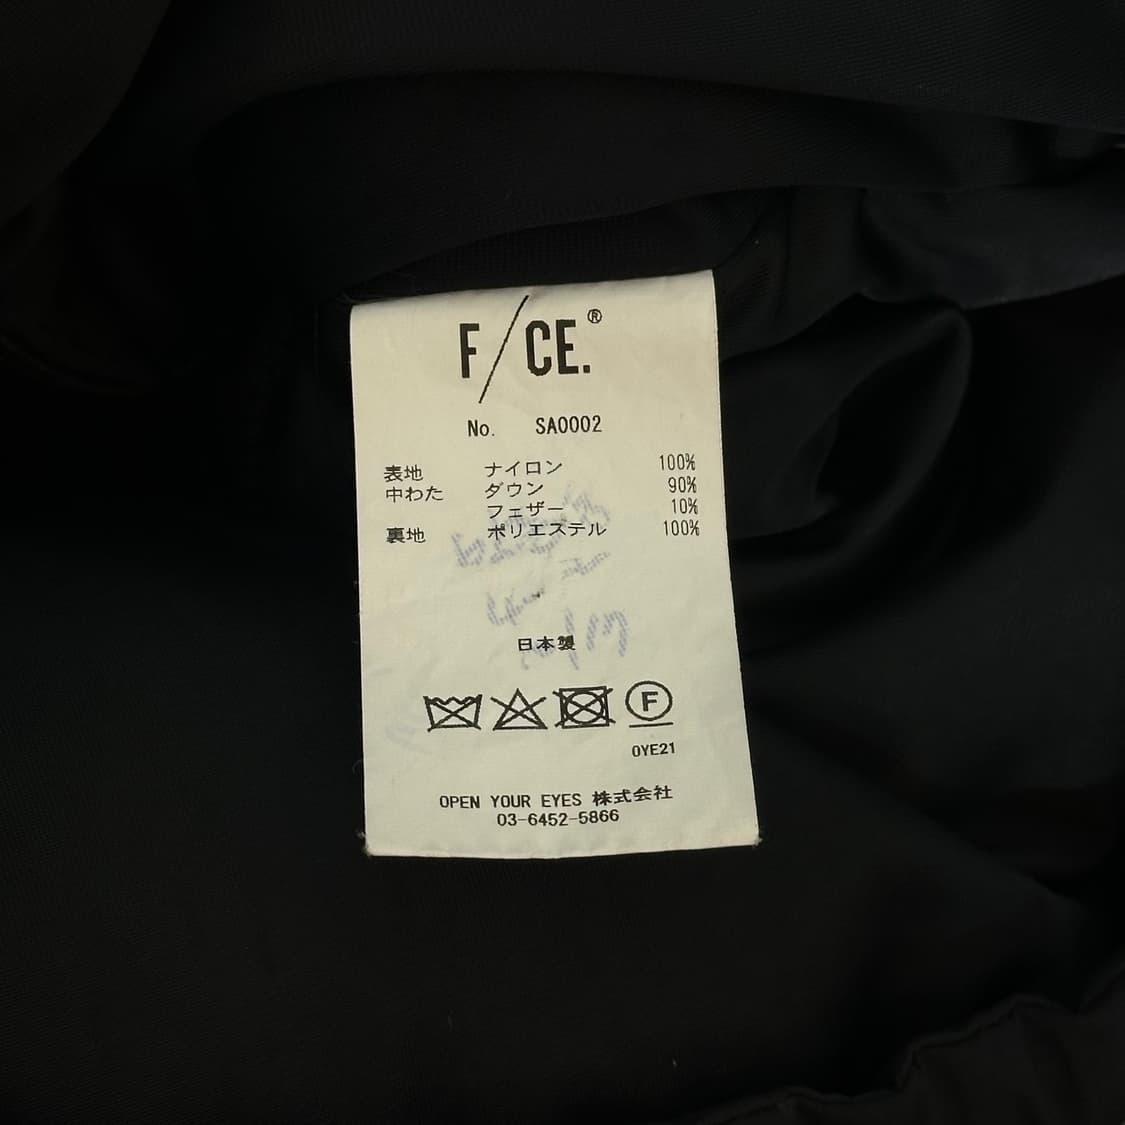 F/CE.®
No. SA0002
表地 ナイロン 100%
中わた ダウン 90%
フェザー 10%
裏地 ポリエステル 100%
日本製
F
0YE21
OPEN YOUR EYES 株式会社
03-6452-5866